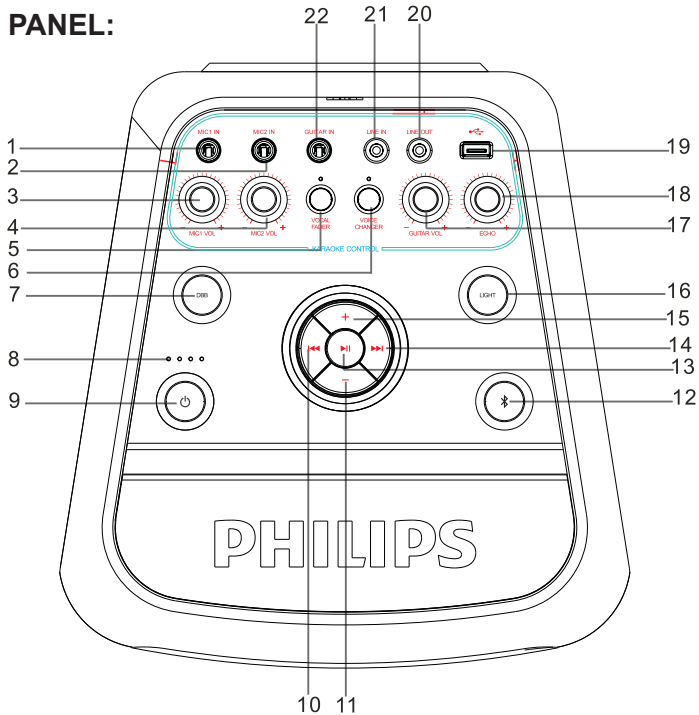 PANEL:
22 21 20
MIC1 IN MIC2 IN GUITAR IN LINE IN LINE OUT
1
19
2
3
18
4
17
MIC1 VOL MIC2 VOL VOCAL FADER VOICE CHANGER GUITAR VOL ECHO
5
KARAOKE CONTROL
6
7
DBB
LIGHT
16
15
8
14
13
9
12
PHILIPS
10 11